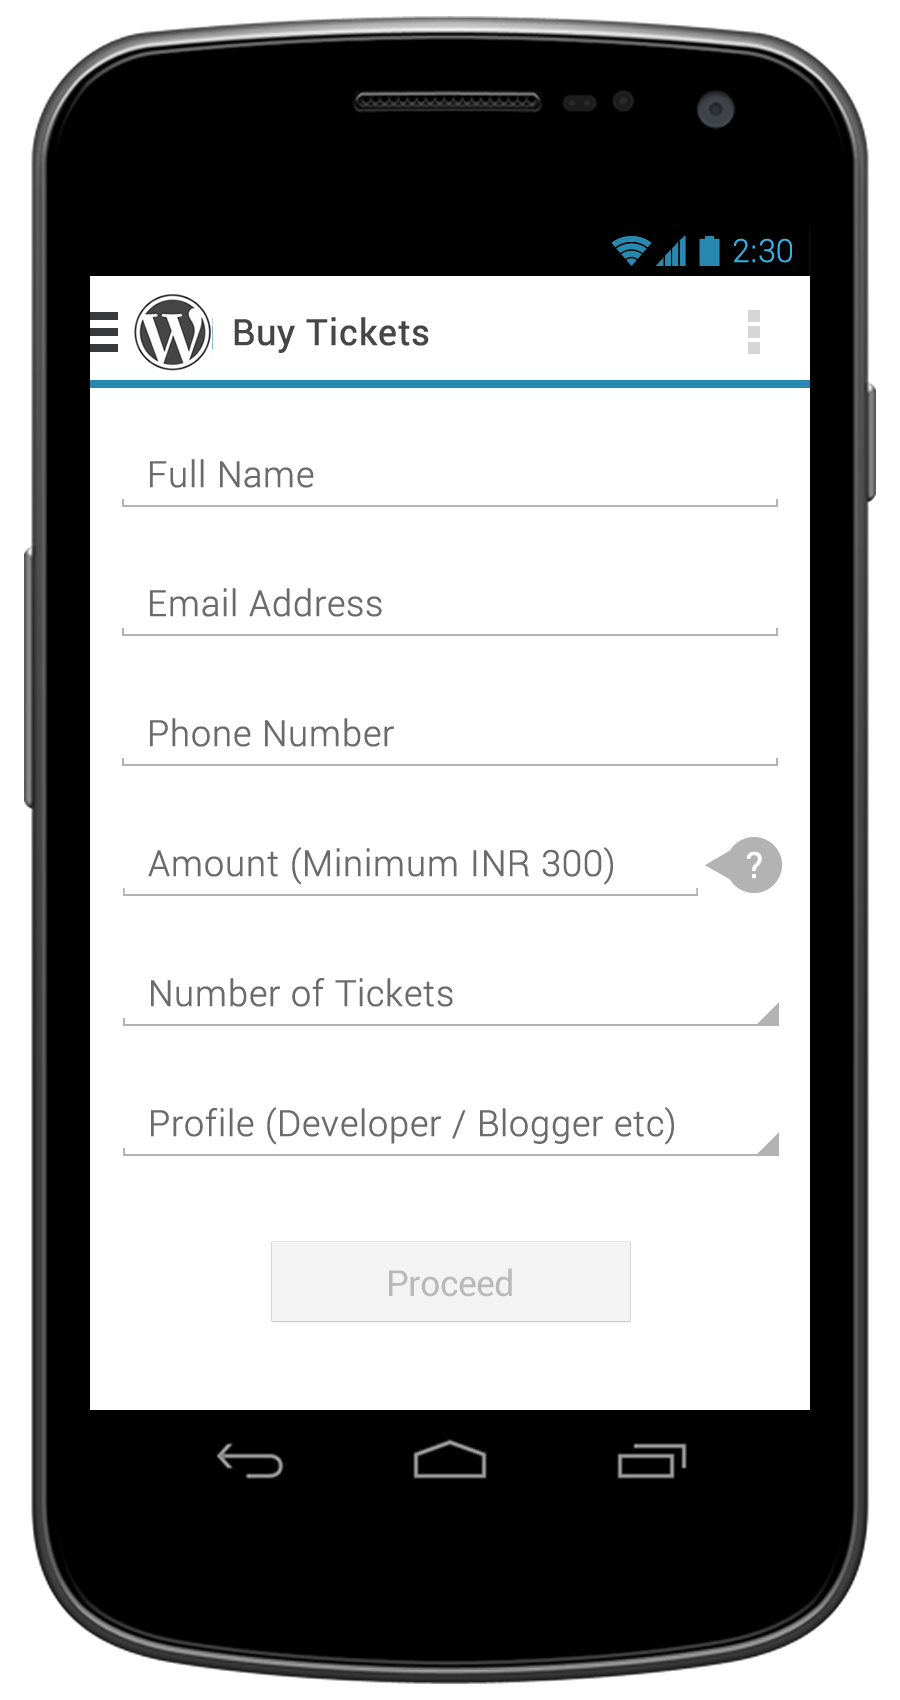 2:30
Buy Tickets
Full Name
Email Address
Phone Number
Amount (Minimum INR 300)
?
Number of Tickets
Profile (Developer / Blogger etc)
Proceed